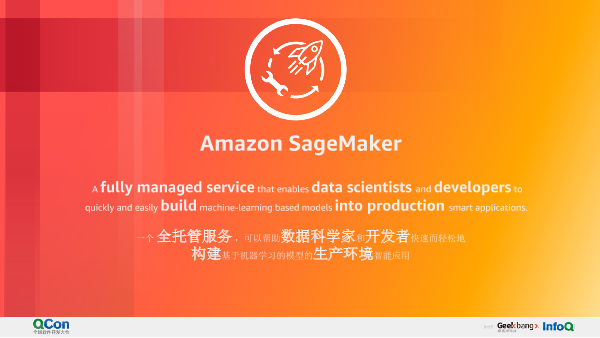 Amazon SageMaker
A fully managed service that enables data scientists and developers to
quickly and easily build machine-learning based models into production smart applications.
一个 全托管服务，可以帮助数据科学家和开发者快速而轻松地
构建基于机器学习的模型的生产环境智能应用
QCon
全球软件开发大会
Geekbang>
InfoQ